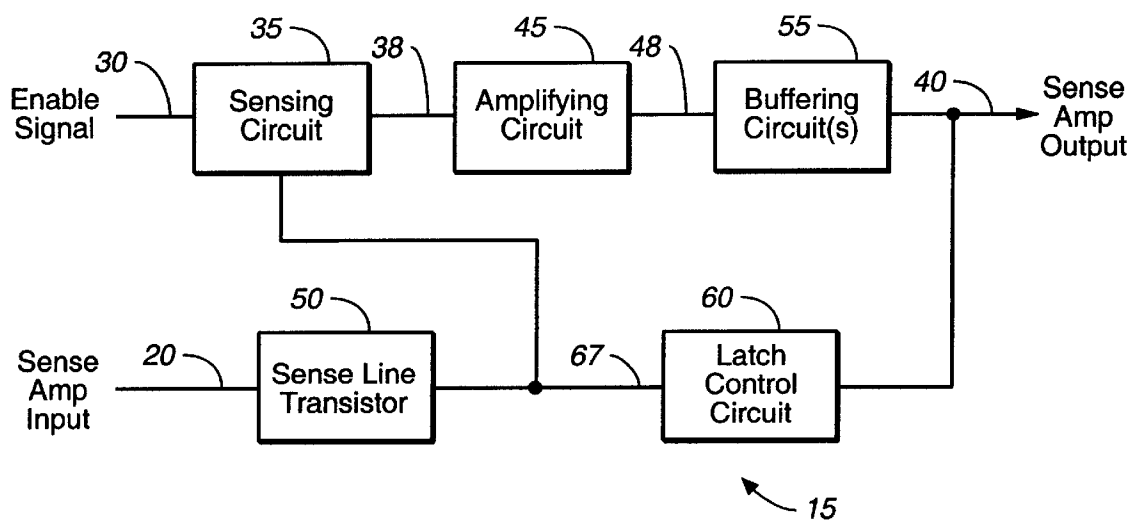 35
45
55
30
38
48
40
Enable
Signal
Sensing
Circuit
Amplifying
Circuit
Buffering
Circuit(s)
Sense
Amp
Output
50
60
20
67
Sense
Amp
Input
Sense Line
Transistor
Latch
Control
Circuit
15